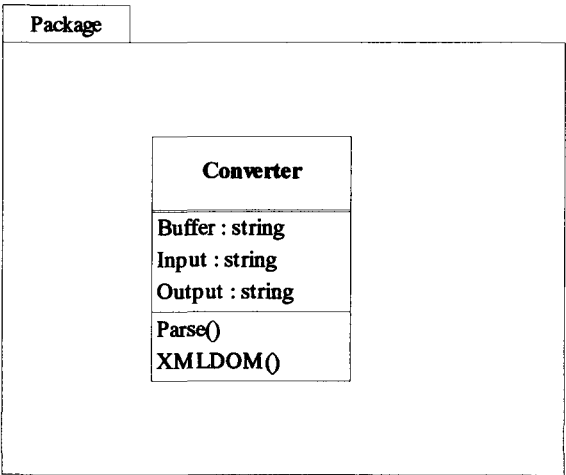 Package
Converter
Buffer : string
Input : string
Output : string
Parse()
XMLDOM()